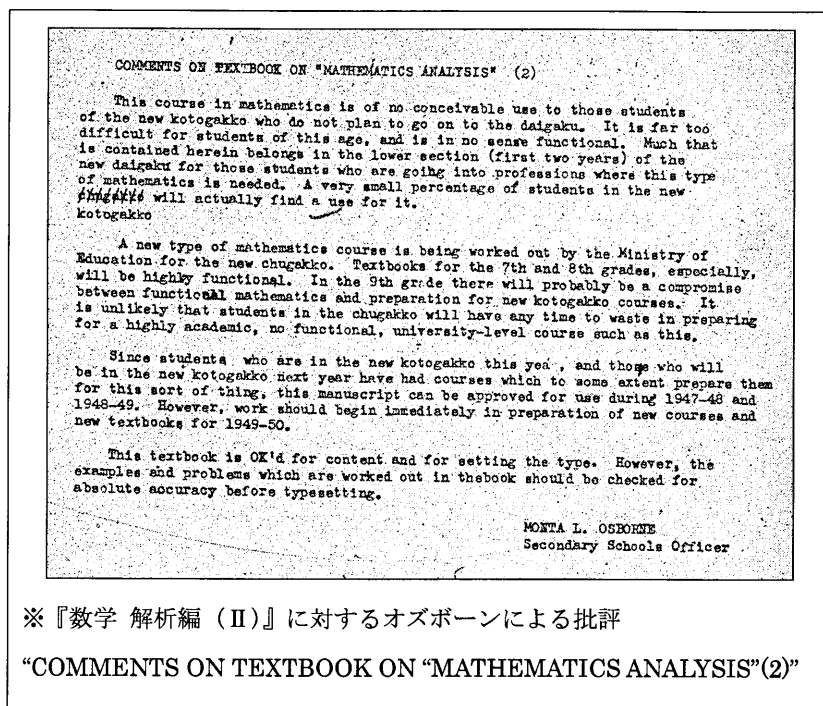 COMMENTS ON TEXTBOOK ON "MATHEMATICS ANALYSIS" (2)
This course in mathematics is of no conceivable use to those students
of the new kotogakko who do not plan to go on to the daigaku. It is far too
difficult for students of this age, and is in no sense functional. Much that
is contained herein belongs in the lower section (first two years) of the
new daigaku for those students who are going into professions where this type
of mathematics is needed. A very small percentage of students in the new
chugakko will actually find a use for it.
kotogakko
A new type of mathematics course is being worked out by the Ministry of
Education for the new chugakko. Textbooks for the 7th and 8th grades, especially,
will be highly functional. In the 9th grade there will probably be a compromise
between functional mathematics and preparation for new kotogakko courses. It
is unlikely that students in the chugakko will have any time to waste in preparing
for a highly academic, no functional, university-level course such as this.
Since students who are in the new kotogakko this yea , and those who will
be in the new kotogakko next year have had courses which to some extent prepare them
for this sort of thing, this manuscript can be approved for use during 1947-48 and
1948-49. However, work should begin immediately in preparation of new courses and
new textbooks for 1949-50.
This textbook is OK'd for content and for setting the type. However, the
examples and problems which are worked out in thebook should be checked for
absolute accuracy before typesetting.
MONTA L. OSBORNE
Secondary Schools Officer
※『数学 解析編（Ⅱ）』に対するオズボーンによる批評
"COMMENTS ON TEXTBOOK ON "MATHEMATICS ANALYSIS"(2)"